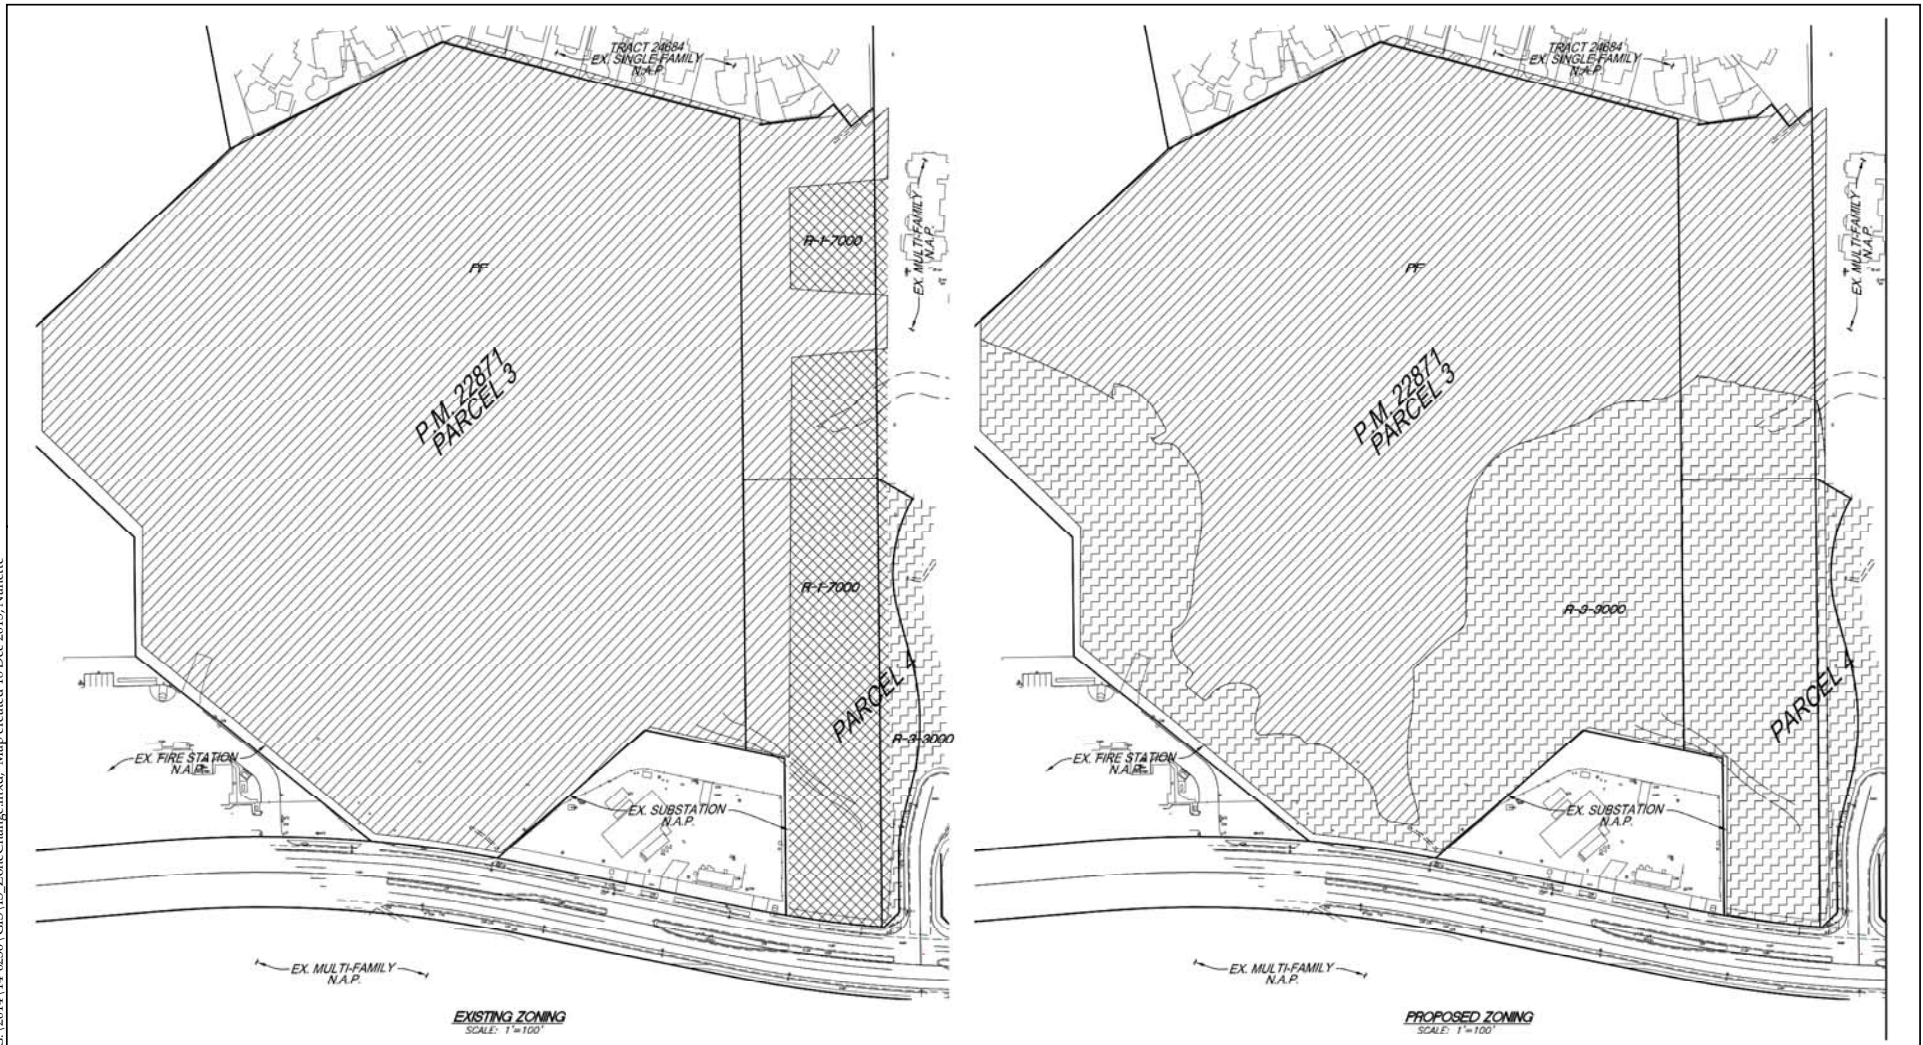 TRACT 24684
EX. SINGLE-FAMILY
N.A.P.
R-1-7000
PF
EX. MULTI-FAMILY
N.A.P.
P.M. 22871
PARCEL 3
R-1-7000
PARCEL 4
R-3-3000
EX. FIRE STATION
N.A.P.
EX. SUBSTATION
N.A.P.
EX. MULTI-FAMILY
N.A.P.
EXISTING ZONING
SCALE: 1"=100'
TRACT 24684
EX. SINGLE-FAMILY
N.A.P.
PF
EX. MULTI-FAMILY
N.A.P.
P.M. 22871
PARCEL 3
R-3-3000
PARCEL 4
EX. FIRE STATION
N.A.P.
EX. SUBSTATION
N.A.P.
EX. MULTI-FAMILY
N.A.P.
PROPOSED ZONING
SCALE: 1"=100'